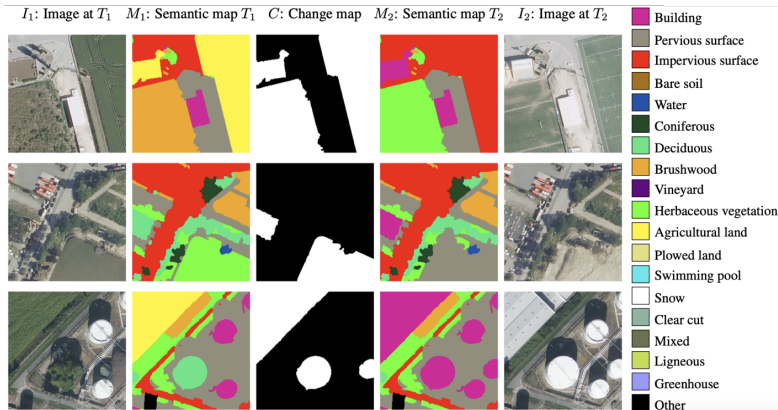 I₁: Image at T₁ M₁: Semantic map T₁ C: Change map M₂: Semantic map T₂ I₂: Image at T₂
Building
Pervious surface
Impervious surface
Bare soil
Water
Coniferous
Deciduous
Brushwood
Vineyard
Herbaceous vegetation
Agricultural land
Plowed land
Swimming pool
Snow
Clear cut
Mixed
Ligneous
Greenhouse
Other